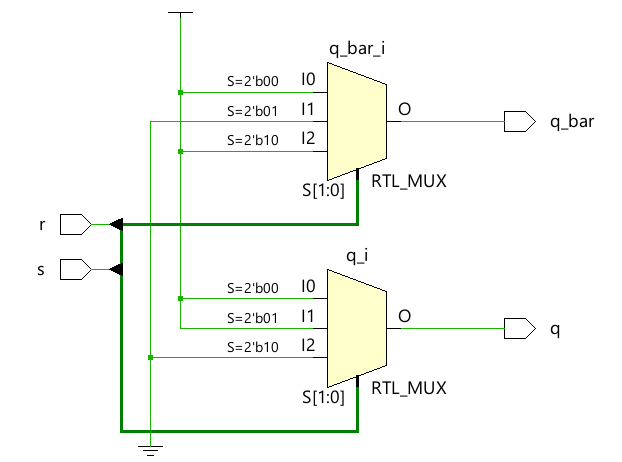 q_bar_i
S=2'b00 I0
S=2'b01 I1 O q_bar
S=2'b10 I2
S[1:0] RTL_MUX
r
s
q_i
S=2'b00 I0
S=2'b01 I1 O q
S=2'b10 I2
S[1:0] RTL_MUX